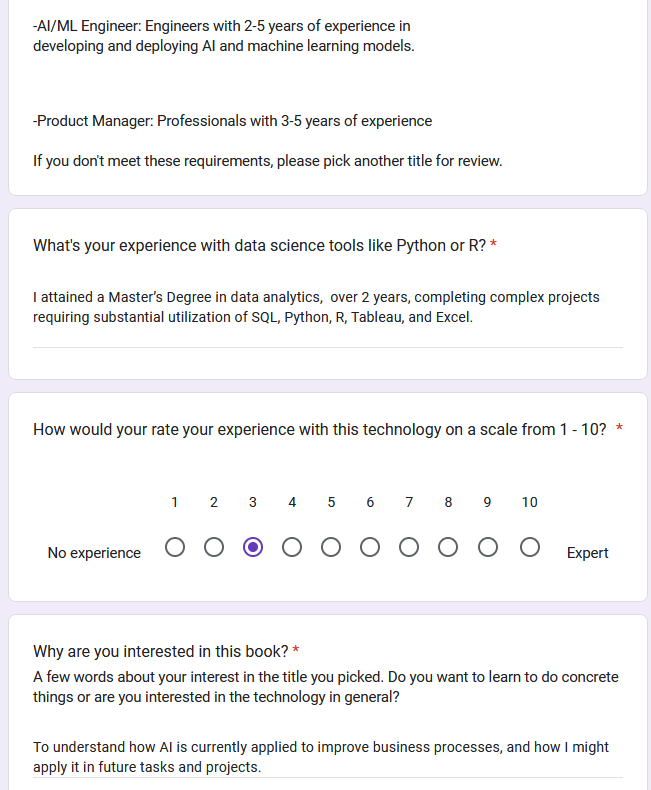 -AI/ML Engineer: Engineers with 2-5 years of experience in
developing and deploying AI and machine learning models.
-Product Manager: Professionals with 3-5 years of experience
If you don't meet these requirements, please pick another title for review.
What's your experience with data science tools like Python or R? *
I attained a Master's Degree in data analytics,  over 2 years, completing complex projects
requiring substantial utilization of SQL, Python, R, Tableau, and Excel.
How would your rate your experience with this technology on a scale from 1 - 10? *
1 2 3 4 5 6 7 8 9 10
No experience Expert
Why are you interested in this book? *
A few words about your interest in the title you picked. Do you want to learn to do concrete
things or are you interested in the technology in general?
To understand how AI is currently applied to improve business processes, and how I might
apply it in future tasks and projects.